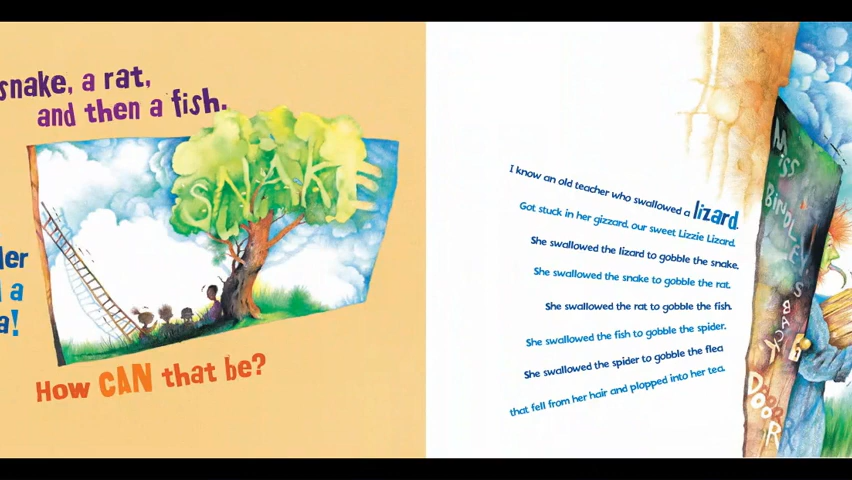 snake, a rat,
and then a fish.
SNAKE
a
a!
How CAN that be?
I know an old teacher who swallowed a lizard.
Got stuck in her gizzard, our sweet Lizzie Lizard.
She swallowed the lizard to gobble the snake.
She swallowed the snake to gobble the rat.
She swallowed the rat to gobble the fish.
She swallowed the fish to gobble the spider.
She swallowed the spider to gobble the flea
that fell from her hair and plopped into her tea.
MiSS
BiNDLE'S
BACK
DOOR